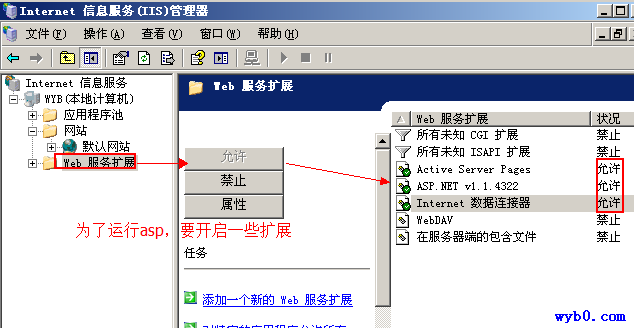 Internet 信息服务(IIS)管理器
文件(F) 操作(A) 查看(V) 窗口(W) 帮助(H)
Internet 信息服务
WYB(本地计算机)
应用程序池
网站
默认网站
Web 服务扩展
Web 服务扩展
允许
禁止
属性
为了运行asp，要开启一些扩展
任务
添加一个新的 Web 服务扩展
Web 服务扩展 状况
所有未知 CGI 扩展 禁止
所有未知 ISAPI 扩展 禁止
Active Server Pages 允许
ASP.NET v1.1.4322 允许
Internet 数据连接器 允许
WebDAV 禁止
在服务器端的包含文件 禁止
wyb0.com